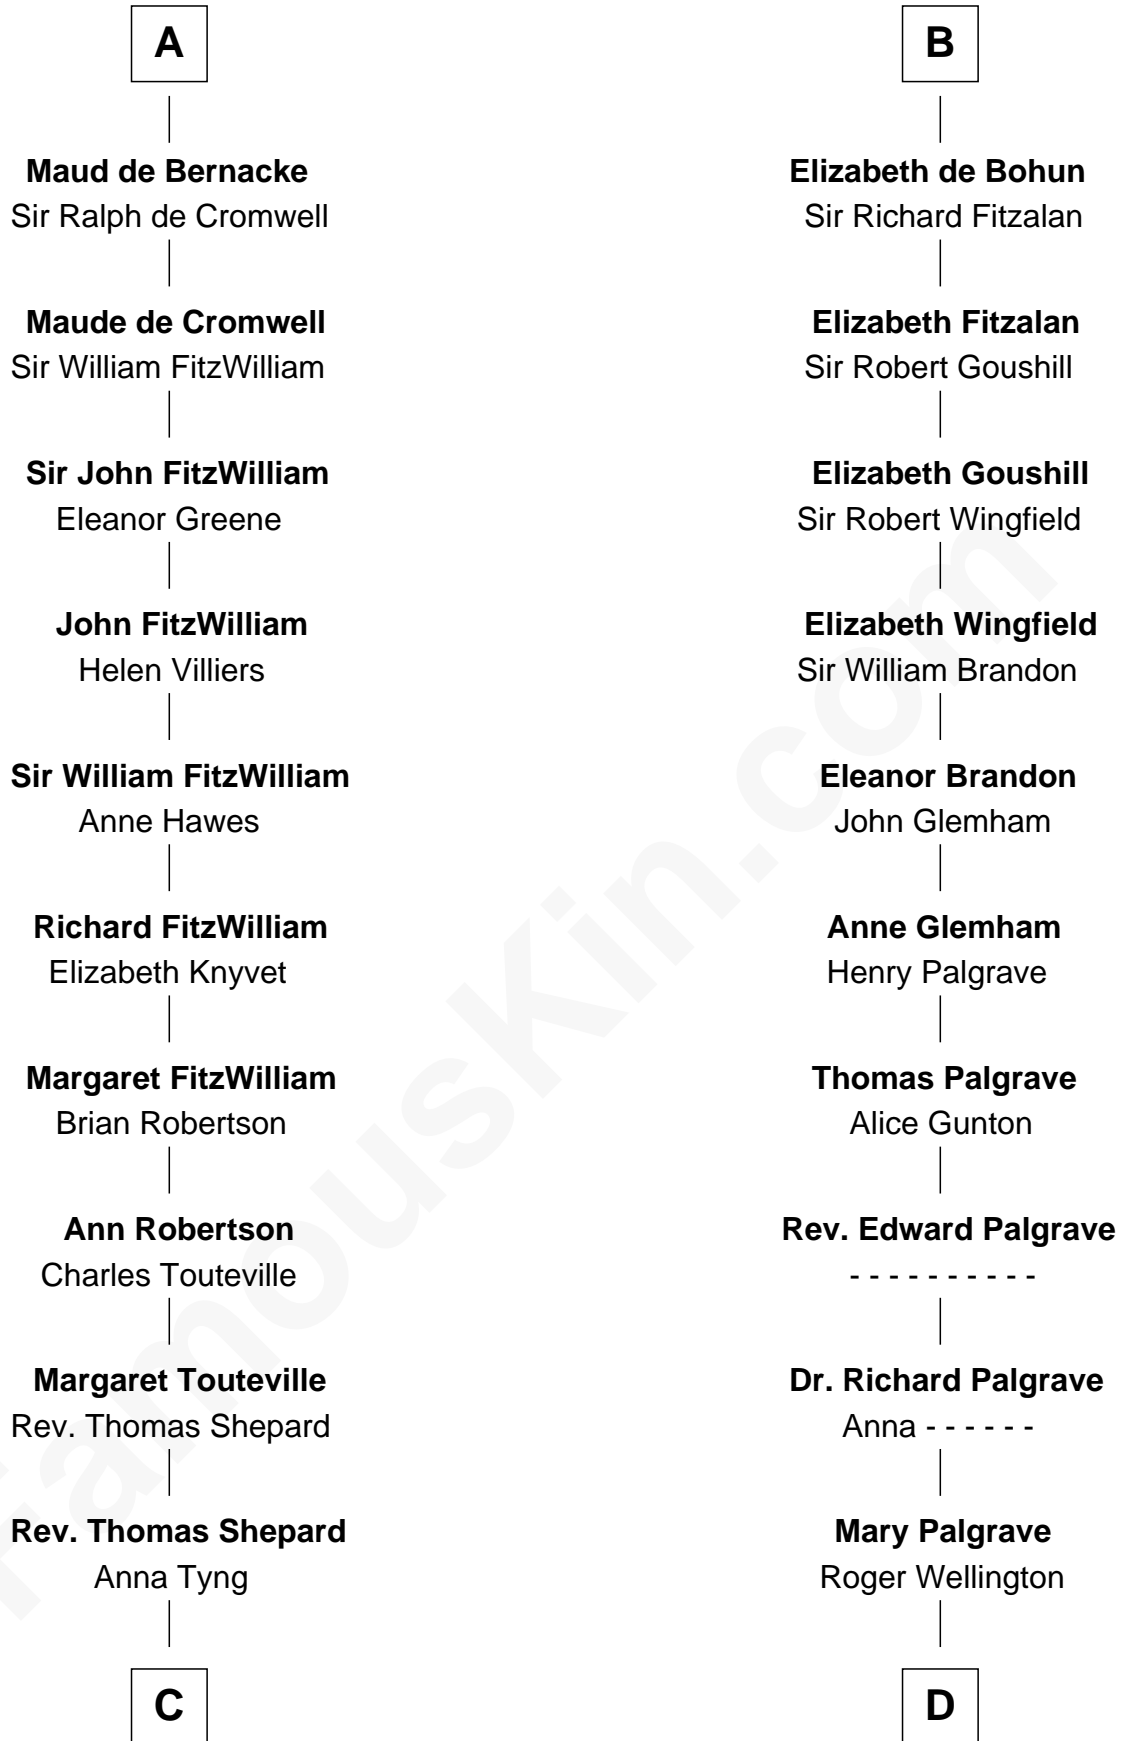 A
Maud de Bernacke
Sir Ralph de Cromwell
Maude de Cromwell
Sir William FitzWilliam
Sir John FitzWilliam
Eleanor Greene
John FitzWilliam
Helen Villiers
Sir William FitzWilliam
Anne Hawes
Richard FitzWilliam
Elizabeth Knyvet
Margaret FitzWilliam
Brian Robertson
Ann Robertson
Charles Touteville
Margaret Touteville
Rev. Thomas Shepard
Rev. Thomas Shepard
Anna Tyng
C
B
Elizabeth de Bohun
Sir Richard Fitzalan
Elizabeth Fitzalan
Sir Robert Goushill
Elizabeth Goushill
Sir Robert Wingfield
Elizabeth Wingfield
Sir William Brandon
Eleanor Brandon
John Glemham
Anne Glemham
Henry Palgrave
Thomas Palgrave
Alice Gunton
Rev. Edward Palgrave
- - - - - - - - - -
Dr. Richard Palgrave
Anna - - - - - -
Mary Palgrave
Roger Wellington
D
FamousKin.com